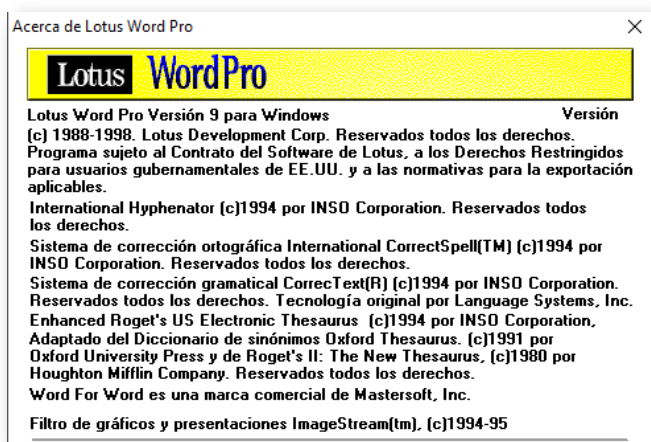 Acerca de Lotus Word Pro
Lotus WordPro
Lotus Word Pro Versión 9 para Windows Versión
(c) 1988-1998. Lotus Development Corp. Reservados todos los derechos.
Programa sujeto al Contrato del Software de Lotus, a los Derechos Restringidos
para usuarios gubernamentales de EE.UU. y a las normativas para la exportación
aplicables.
International Hyphenator (c)1994 por INSO Corporation. Reservados todos
los derechos.
Sistema de corrección ortográfica International CorrectSpell(TM) (c)1994 por
INSO Corporation. Reservados todos los derechos.
Sistema de corrección gramatical CorrecText(R) (c)1994 por INSO Corporation.
Reservados todos los derechos. Tecnología original por Language Systems, Inc.
Enhanced Roget's US Electronic Thesaurus (c)1994 por INSO Corporation,
Adaptado del Diccionario de sinónimos Oxford Thesaurus. (c)1991 por
Oxford University Press y de Roget's II: The New Thesaurus, (c)1980 por
Houghton Mifflin Company. Reservados todos los derechos.
Word For Word es una marca comercial de Mastersoft, Inc.
Filtro de gráficos y presentaciones ImageStream(tm), (c)1994-95